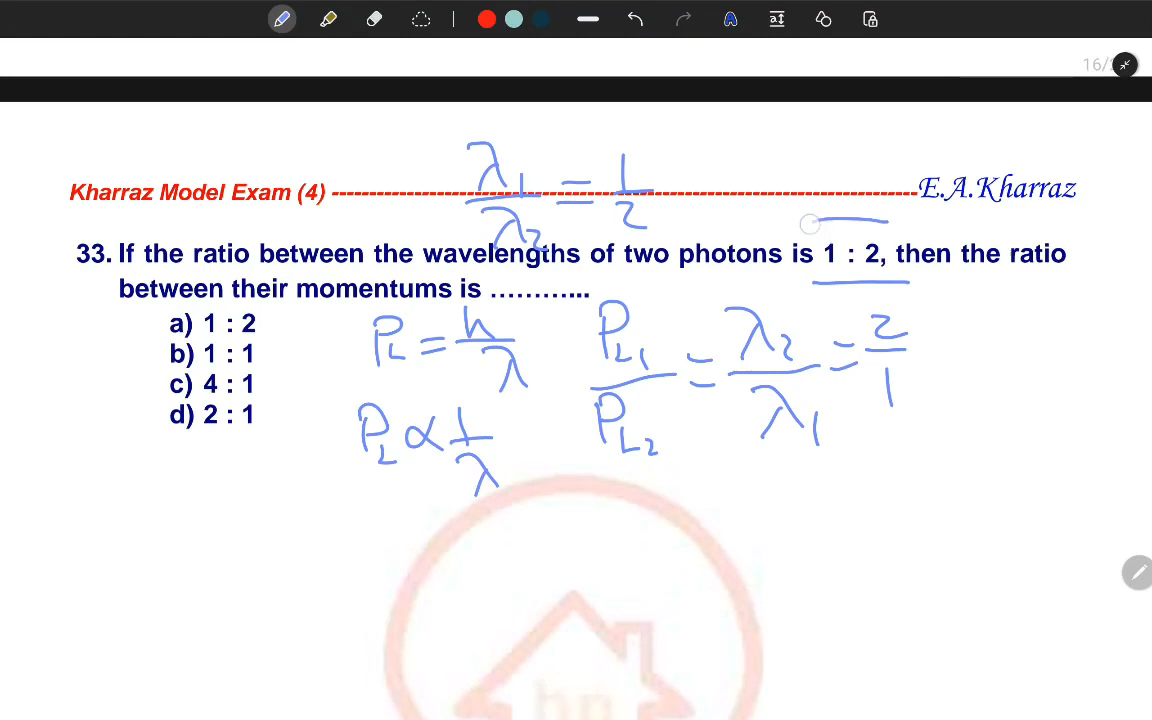 16/
λ1/λ2 = 1/2
Kharraz Model Exam (4) ---------------------------------------------------------------------------------- E.A.Kharraz
33. If the ratio between the wavelengths of two photons is 1 : 2, then the ratio
between their momentums is ………...
a) 1 : 2
b) 1 : 1
c) 4 : 1
d) 2 : 1
PL = h/λ
PL1/PL2 = λ2/λ1 = 2/1
PL ∝ 1/λ